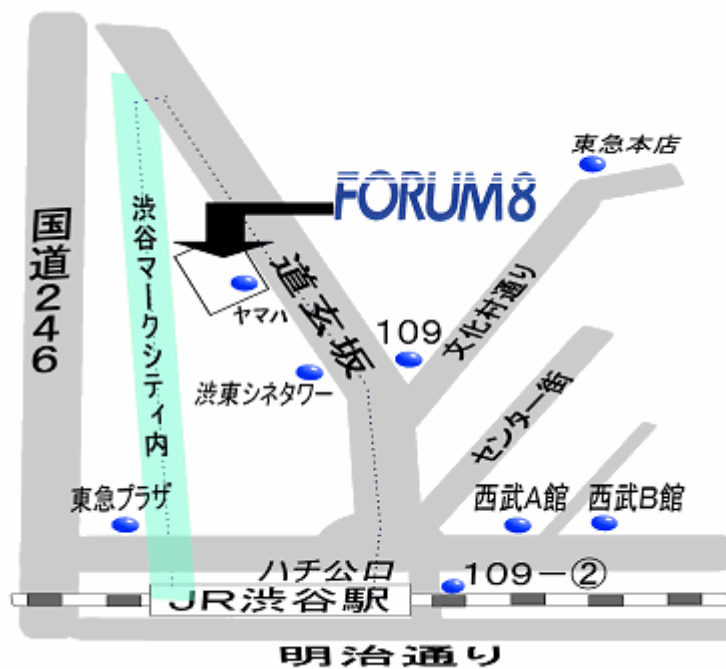 東急本店
FORUM8
国道246
渋谷マークシティ内
道玄坂
文化村通り
ヤマハ
109
渋東シネタワー
センター街
東急プラザ
西武A館
西武B館
ハチ公口
109-②
JR渋谷駅
明治通り